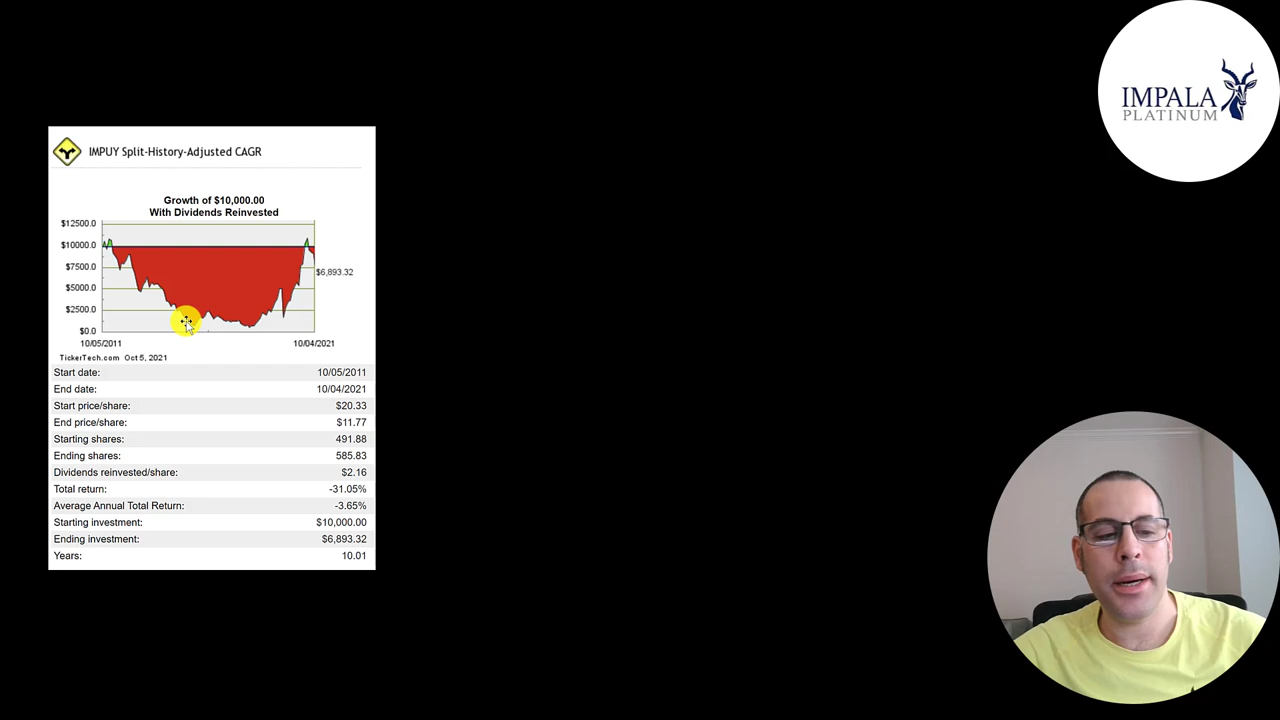 IMPALA
PLATINUM
IMPUY Split-History-Adjusted CAGR
Growth of $10,000.00
With Dividends Reinvested
$12500.0
$10000.0
$7500.0
$5000.0
$2500.0
$0.0
$6,893.32
10/05/2011 10/04/2021
TickerTech.com Oct 5, 2021
Start date: 10/05/2011
End date: 10/04/2021
Start price/share: $20.33
End price/share: $11.77
Starting shares: 491.88
Ending shares: 585.83
Dividends reinvested/share: $2.16
Total return: -31.05%
Average Annual Total Return: -3.65%
Starting investment: $10,000.00
Ending investment: $6,893.32
Years: 10.01